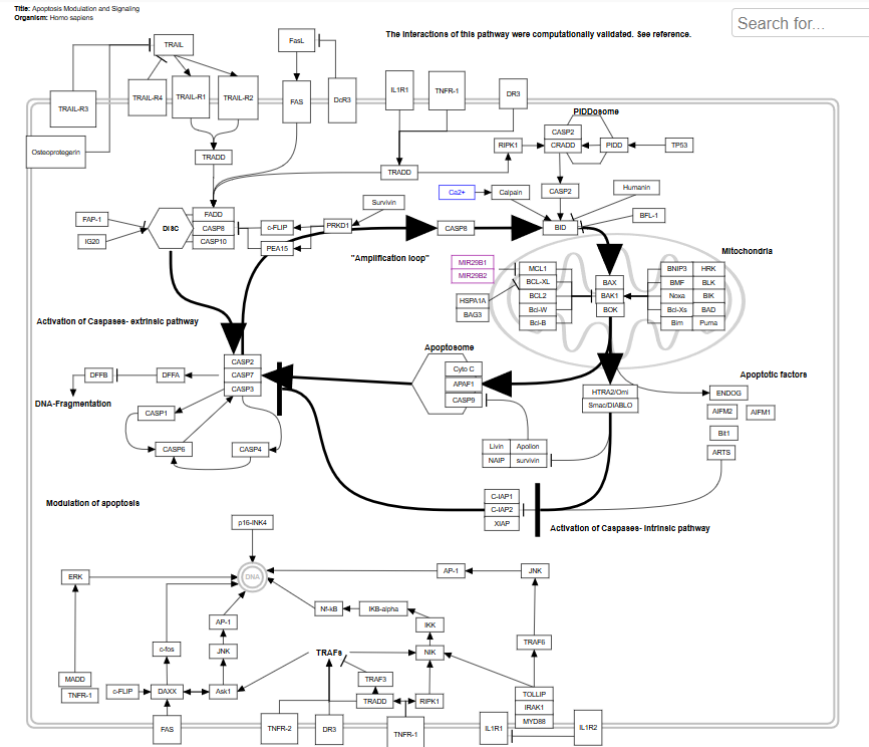 Title: Apoptosis Modulation and Signaling
Organism: Homo sapiens
Search for...
The interactions of this pathway were computationally validated. See reference.
TRAIL
FasL
TRAIL-R3
TRAIL-R4
TRAIL-R1
TRAIL-R2
FAS
DcR3
IL1R1
TNFR-1
DR3
Osteoprotegerin
TRADD
TRADD
PIDDosome
RIPK1
CASP2
CRADD
PIDD
TP53
CASP2
Ca2+
Calpain
Humanin
BFL-1
Survivin
FAP-1
IG20
DISC
FADD
CASP8
CASP10
c-FLIP
PEA15
PRKD1
CASP8
BID
"Amplification loop"
Mitochondria
MIR29B1
MIR29B2
HSPA1A
BAG3
MCL1
BCL-XL
BCL2
Bcl-W
Bcl-B
BAX
BAK1
BOK
BNIP3
HRK
BMF
BLK
Noxa
BIK
Bcl-Xs
BAD
Bim
Puma
Activation of Caspases- extrinsic pathway
Apoptosome
Cyto C
APAF1
CASP9
CASP2
CASP7
CASP3
DFFB
DFFA
DNA-Fragmentation
CASP1
CASP6
CASP4
HTRA2/Omi
Smac/DIABLO
Apoptotic factors
ENDOG
AIFM2
AIFM1
Bit1
ARTS
Livin
Apollon
NAIP
survivin
C-IAP1
C-IAP2
XIAP
Activation of Caspases- intrinsic pathway
Modulation of apoptosis
p16-INK4
DNA
ERK
AP-1
JNK
Nf-kB
IKB-alpha
IKK
AP-1
c-fos
JNK
TRAFs
NIK
TRAF6
MADD
TNFR-1
c-FLIP
DAXX
Ask1
TRAF3
TRADD
RIPK1
TOLLIP
IRAK1
MYD88
FAS
TNFR-2
DR3
TNFR-1
IL1R1
IL1R2